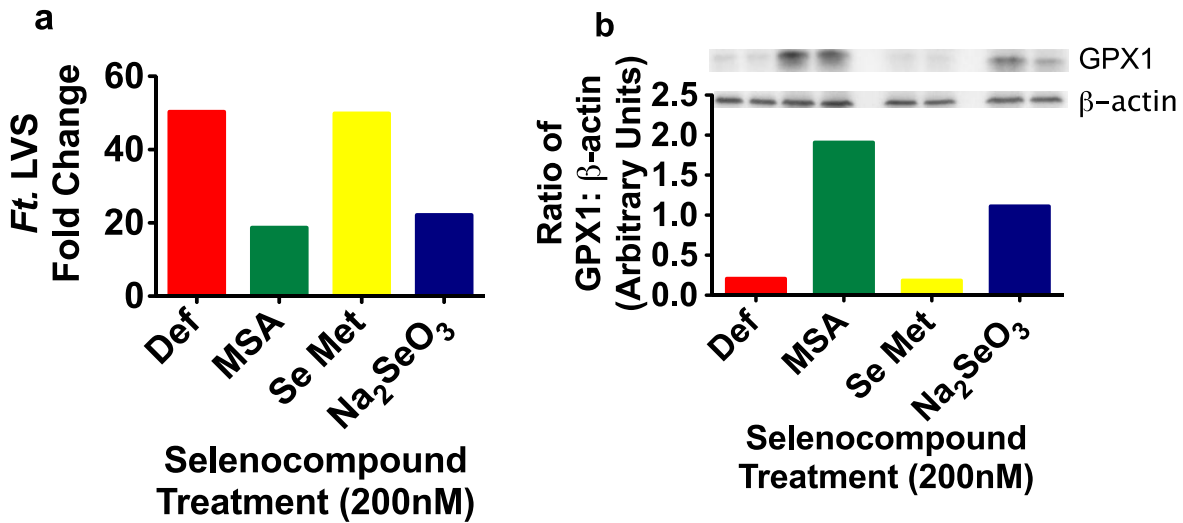 a
Ft. LVS
Fold Change
60
40
20
0
Def
MSA
Se Met
Na₂SeO₃
Selenocompound
Treatment (200nM)
b
GPX1
β-actin
Ratio of
GPX1: β-actin
(Arbitrary Units)
2.5
2.0
1.5
1.0
0.5
0.0
Def
MSA
Se Met
Na₂SeO₃
Selenocompound
Treatment (200nM)